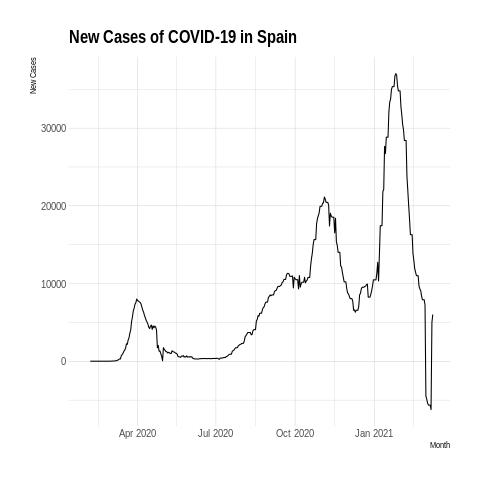 New Cases of COVID-19 in Spain
New Cases
30000
20000
10000
0
Apr 2020 Jul 2020 Oct 2020 Jan 2021
Month